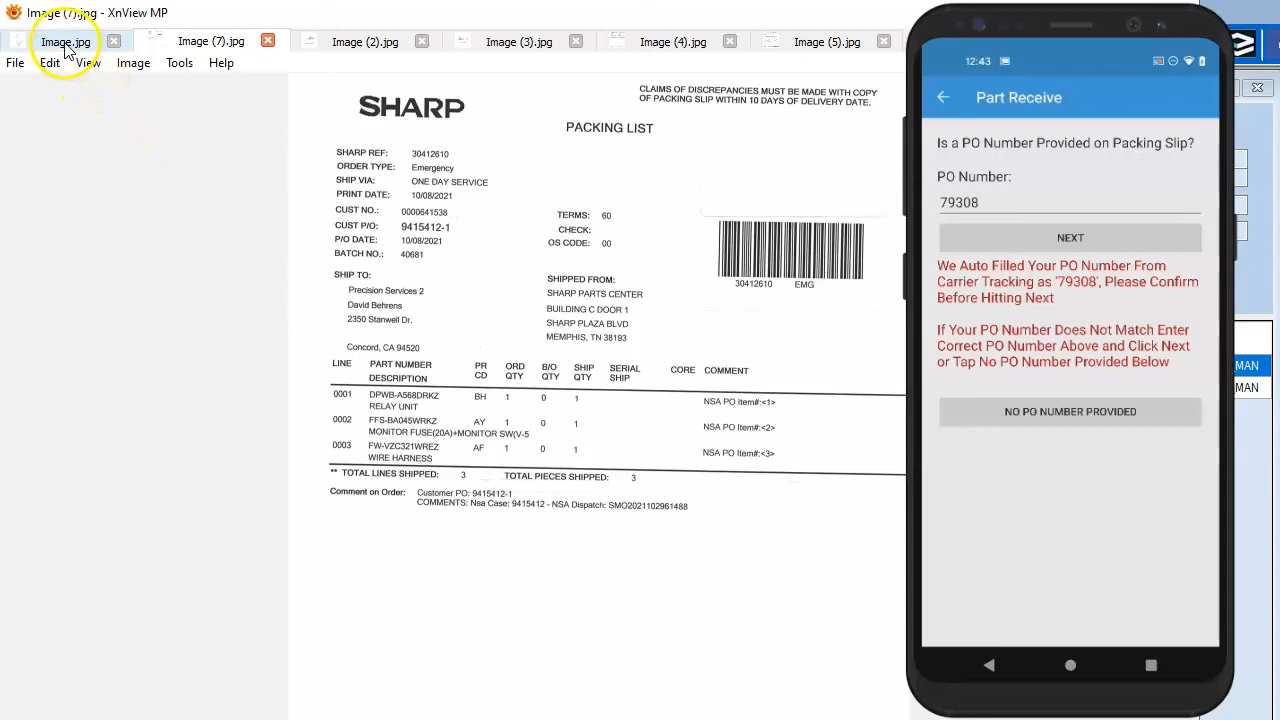 Image (7).jpg - XnView MP
Image (7).jpg
Image (2).jpg
Image (3).jpg
Image (4).jpg
Image (5).jpg
File Edit View Image Tools Help
SHARP
CLAIMS OF DISCREPANCIES MUST BE MADE WITH COPY
OF PACKING SLIP WITHIN 10 DAYS OF DELIVERY DATE.
PACKING LIST
SHARP REF: 30412610
ORDER TYPE: Emergency
SHIP VIA: ONE DAY SERVICE
PRINT DATE: 10/08/2021
CUST NO.: 0000641538
CUST P/O: 9415412-1
P/O DATE: 10/08/2021
BATCH NO.: 40681
TERMS: 60
CHECK:
OS CODE: 00
30412610 EMG
SHIP TO:
Precision Services 2
David Behrens
2350 Stanwell Dr.
Concord, CA 94520
SHIPPED FROM:
SHARP PARTS CENTER
BUILDING C DOOR 1
SHARP PLAZA BLVD
MEMPHIS, TN 38193
LINE PART NUMBER DESCRIPTION PR CD ORD QTY B/O QTY SHIP QTY SERIAL SHIP CORE COMMENT
0001 DPWB-A568DRKZ BH 1 0 1 NSA PO Item#:<1>
RELAY UNIT
0002 FFS-BA045WRKZ AY 1 0 1 NSA PO Item#:<2>
MONITOR FUSE(20A)+MONITOR SW(V-5
0003 FW-VZC321WREZ AF 1 0 1 NSA PO Item#:<3>
WIRE HARNESS
** TOTAL LINES SHIPPED: 3 TOTAL PIECES SHIPPED: 3
Comment on Order: Customer PO: 9415412-1
COMMENTS: Nsa Case: 9415412 - NSA Dispatch: SMO2021102961488
12:43
Part Receive
Is a PO Number Provided on Packing Slip?
PO Number:
79308
NEXT
We Auto Filled Your PO Number From
Carrier Tracking as '79308', Please Confirm
Before Hitting Next
If Your PO Number Does Not Match Enter
Correct PO Number Above and Click Next
or Tap No PO Number Provided Below
NO PO NUMBER PROVIDED
MAN
MAN